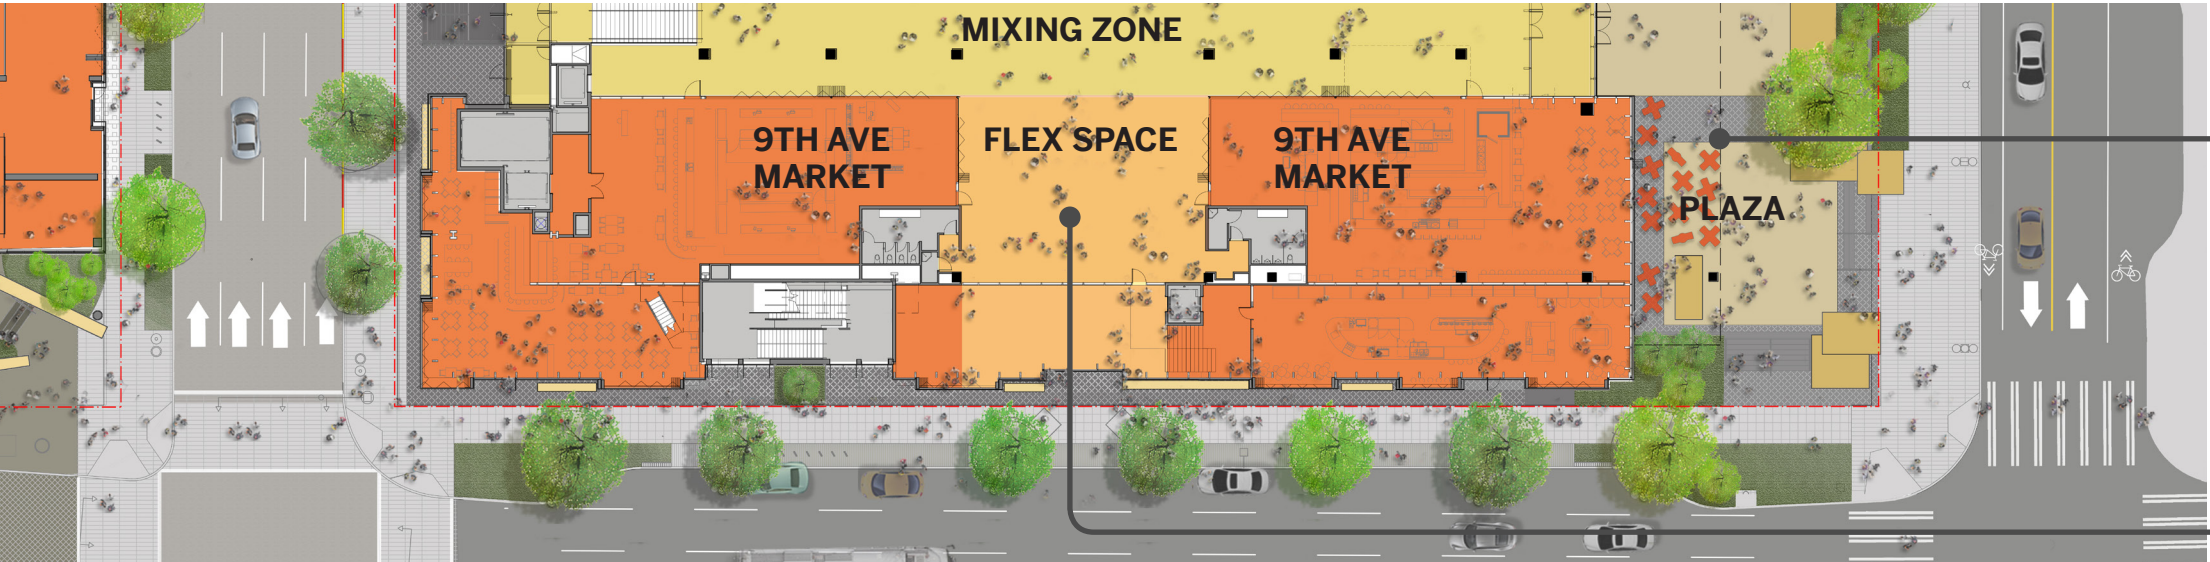 MIXING ZONE
9TH AVE
MARKET
FLEX SPACE
9TH AVE
MARKET
PLAZA